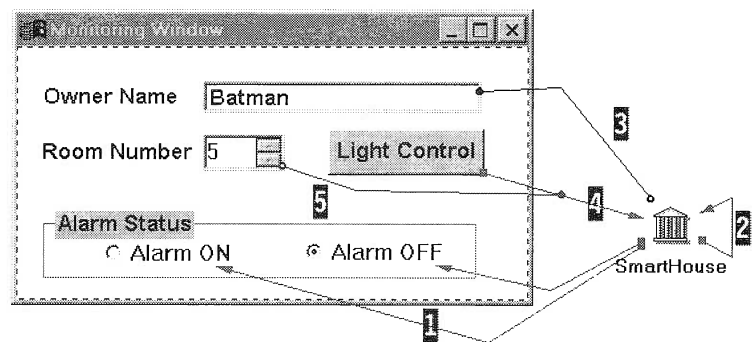 Monitoring Window
Owner Name Batman
3
Room Number 5 Light Control
5
4
2
Alarm Status
Alarm ON Alarm OFF
SmartHouse
1